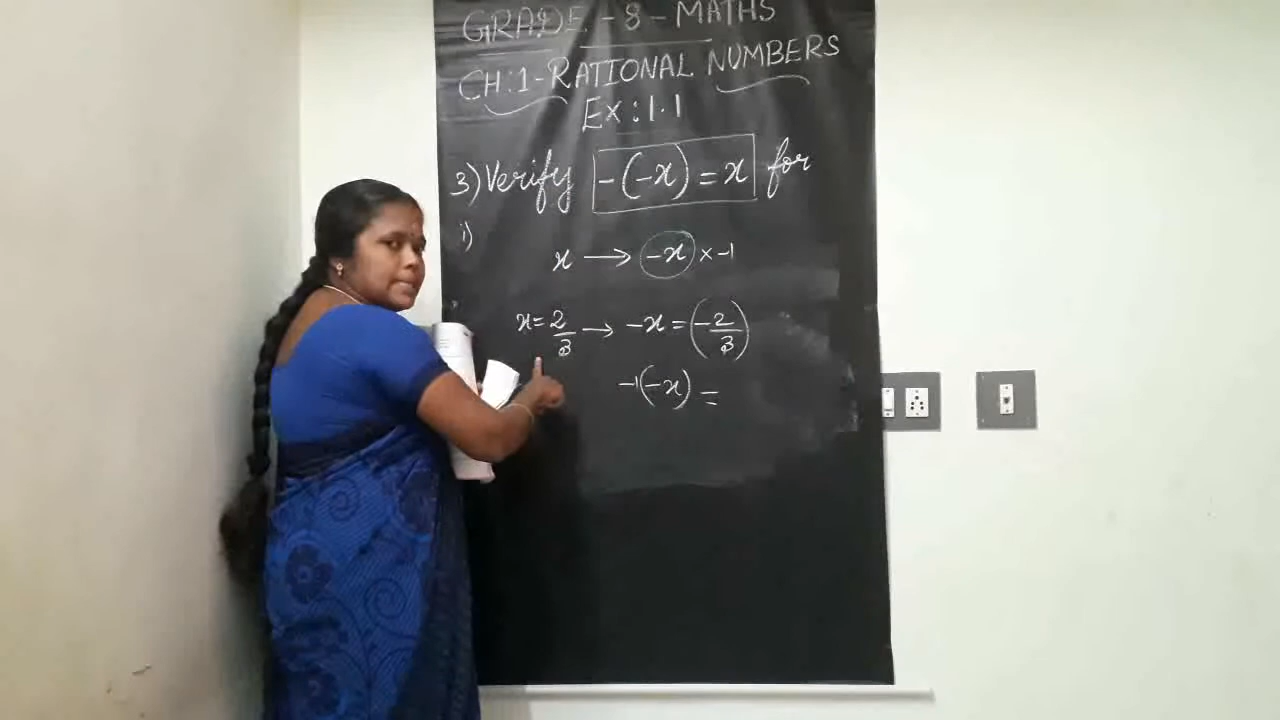 GRADE - 8 - MATHS
CH:1-RATIONAL NUMBERS
Ex:1.1
3) Verify -(-x) = x for
i)
x → -x × -1
x = 2/3 → -x = (-2/3)
-1(-x) =